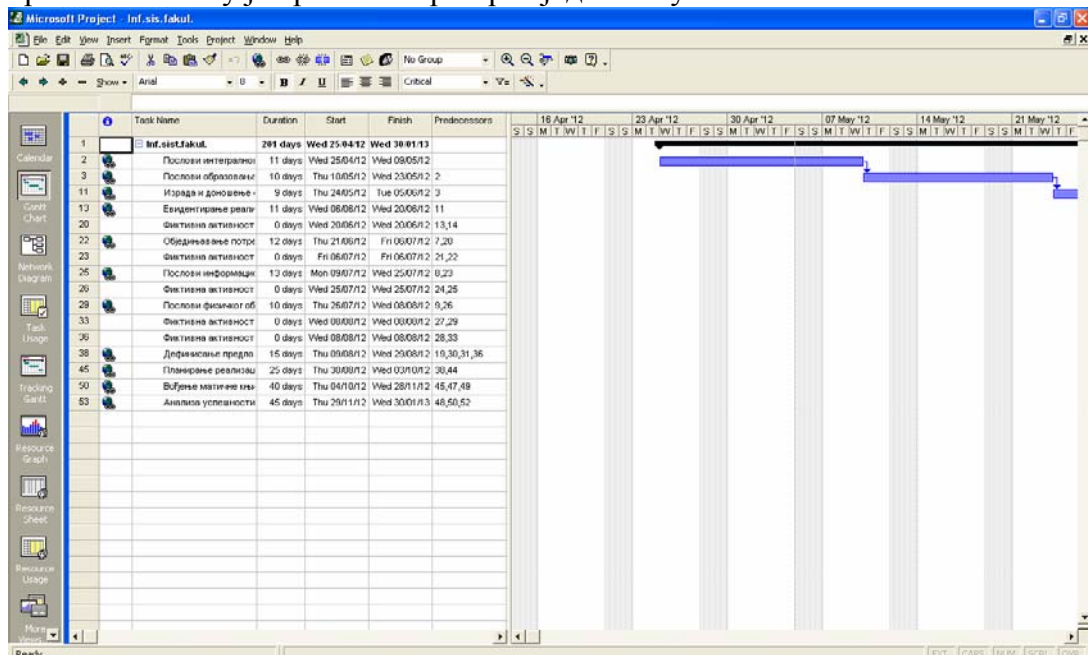 Microsoft Project - Inf.sis.fakul.
File Edit View Insert Format Tools Project Window Help
No Group
Show Arial 8 B I U Critical
Task Name Duration Start Finish Predecessors
16 Apr '12 23 Apr '12 30 Apr '12 07 May '12 14 May '12 21 May '12
S S M T W T F S S M T W T F S S M T W T F S S M T W T F S S M T W T F S S M T W T F
1 Inf.sist.fakul. 201 days Wed 25/04/12 Wed 30/01/13
2 Послови интегралног 11 days Wed 25/04/12 Wed 09/05/12
3 Послови образовања 10 days Thu 10/05/12 Wed 23/05/12 2
11 Израда и доношење 9 days Thu 24/05/12 Tue 05/06/12 3
13 Евидентирање реали 11 days Wed 06/06/12 Wed 20/06/12 11
20 Фиктивна активност 0 days Wed 20/06/12 Wed 20/06/12 13,14
22 Обједињавање потре 12 days Thu 21/06/12 Fri 06/07/12 7,20
23 Фиктивна активност 0 days Fri 06/07/12 Fri 06/07/12 21,22
25 Послови информациј 13 days Mon 09/07/12 Wed 25/07/12 8,23
26 Фиктивна активност 0 days Wed 25/07/12 Wed 25/07/12 24,25
29 Послови физичког об 10 days Thu 26/07/12 Wed 08/08/12 9,26
33 Фиктивна активност 0 days Wed 08/08/12 Wed 08/08/12 27,29
36 Фиктивна активност 0 days Wed 08/08/12 Wed 08/08/12 28,33
38 Дефинисање предло 15 days Thu 09/08/12 Wed 29/08/12 19,30,31,36
45 Планирање реализац 25 days Thu 30/08/12 Wed 03/10/12 38,44
50 Вођење матичне књи 40 days Thu 04/10/12 Wed 28/11/12 45,47,49
53 Анализа успешности 45 days Thu 29/11/12 Wed 30/01/13 48,50,52
Calendar
Gantt Chart
Network Diagram
Task Usage
Tracking Gantt
Resource Graph
Resource Sheet
Resource Usage
More Views
Ready
EXT CAPS NUM SCRL OVR